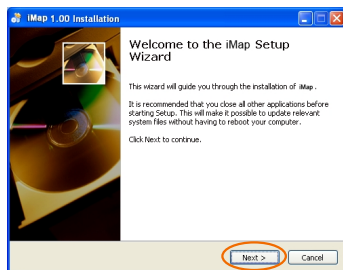 iMap 1.00 Installation
Welcome to the iMap Setup
Wizard
This wizard will guide you through the installation of iMap.
It is recommended that you close all other applications before
starting Setup. This will make it possible to update relevant
system files without having to reboot your computer.
Click Next to continue.
Next >
Cancel